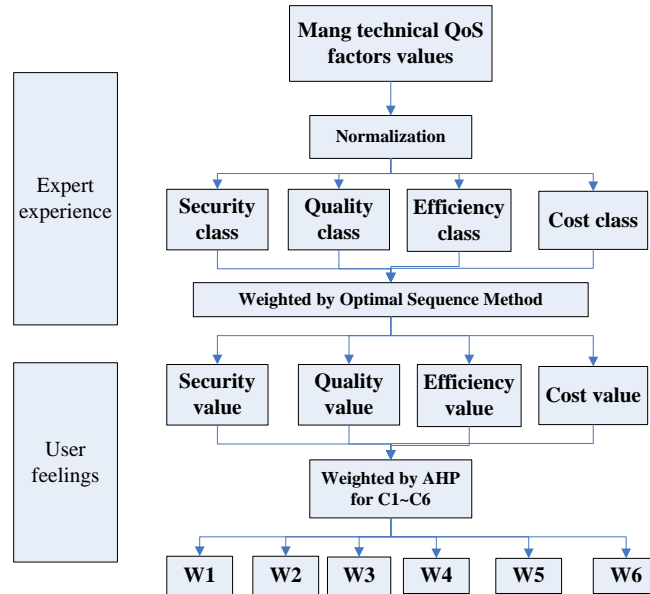 Mang technical QoS
factors values
Normalization
Expert
experience
Security
class
Quality
class
Efficiency
class
Cost class
Weighted by Optimal Sequence Method
Security
value
Quality
value
Efficiency
value
Cost value
User
feelings
Weighted by AHP
for C1~C6
W1
W2
W3
W4
W5
W6